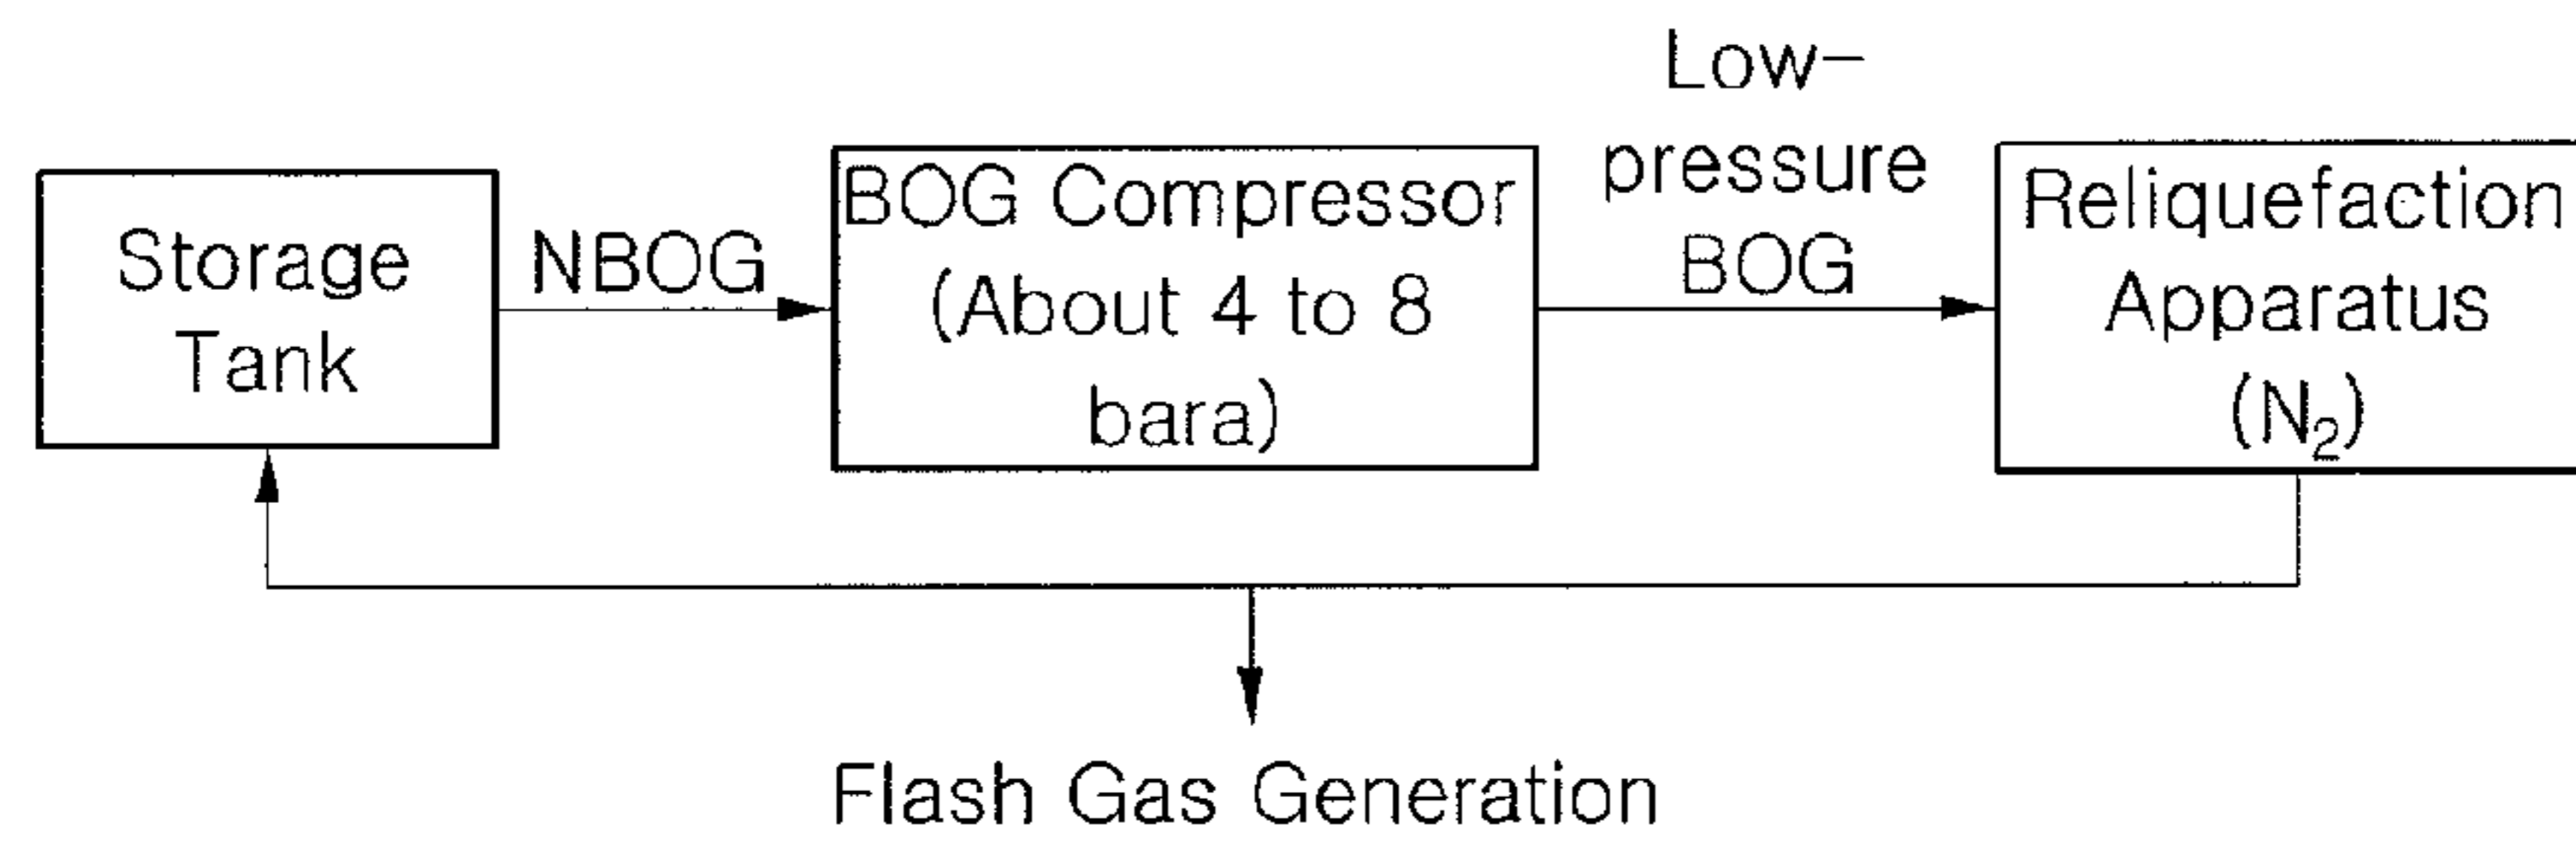 Storage
Tank
NBOG
BOG Compressor
(About 4 to 8
bara)
Low-
pressure
BOG
Reliquefaction
Apparatus
(N₂)
Flash Gas Generation